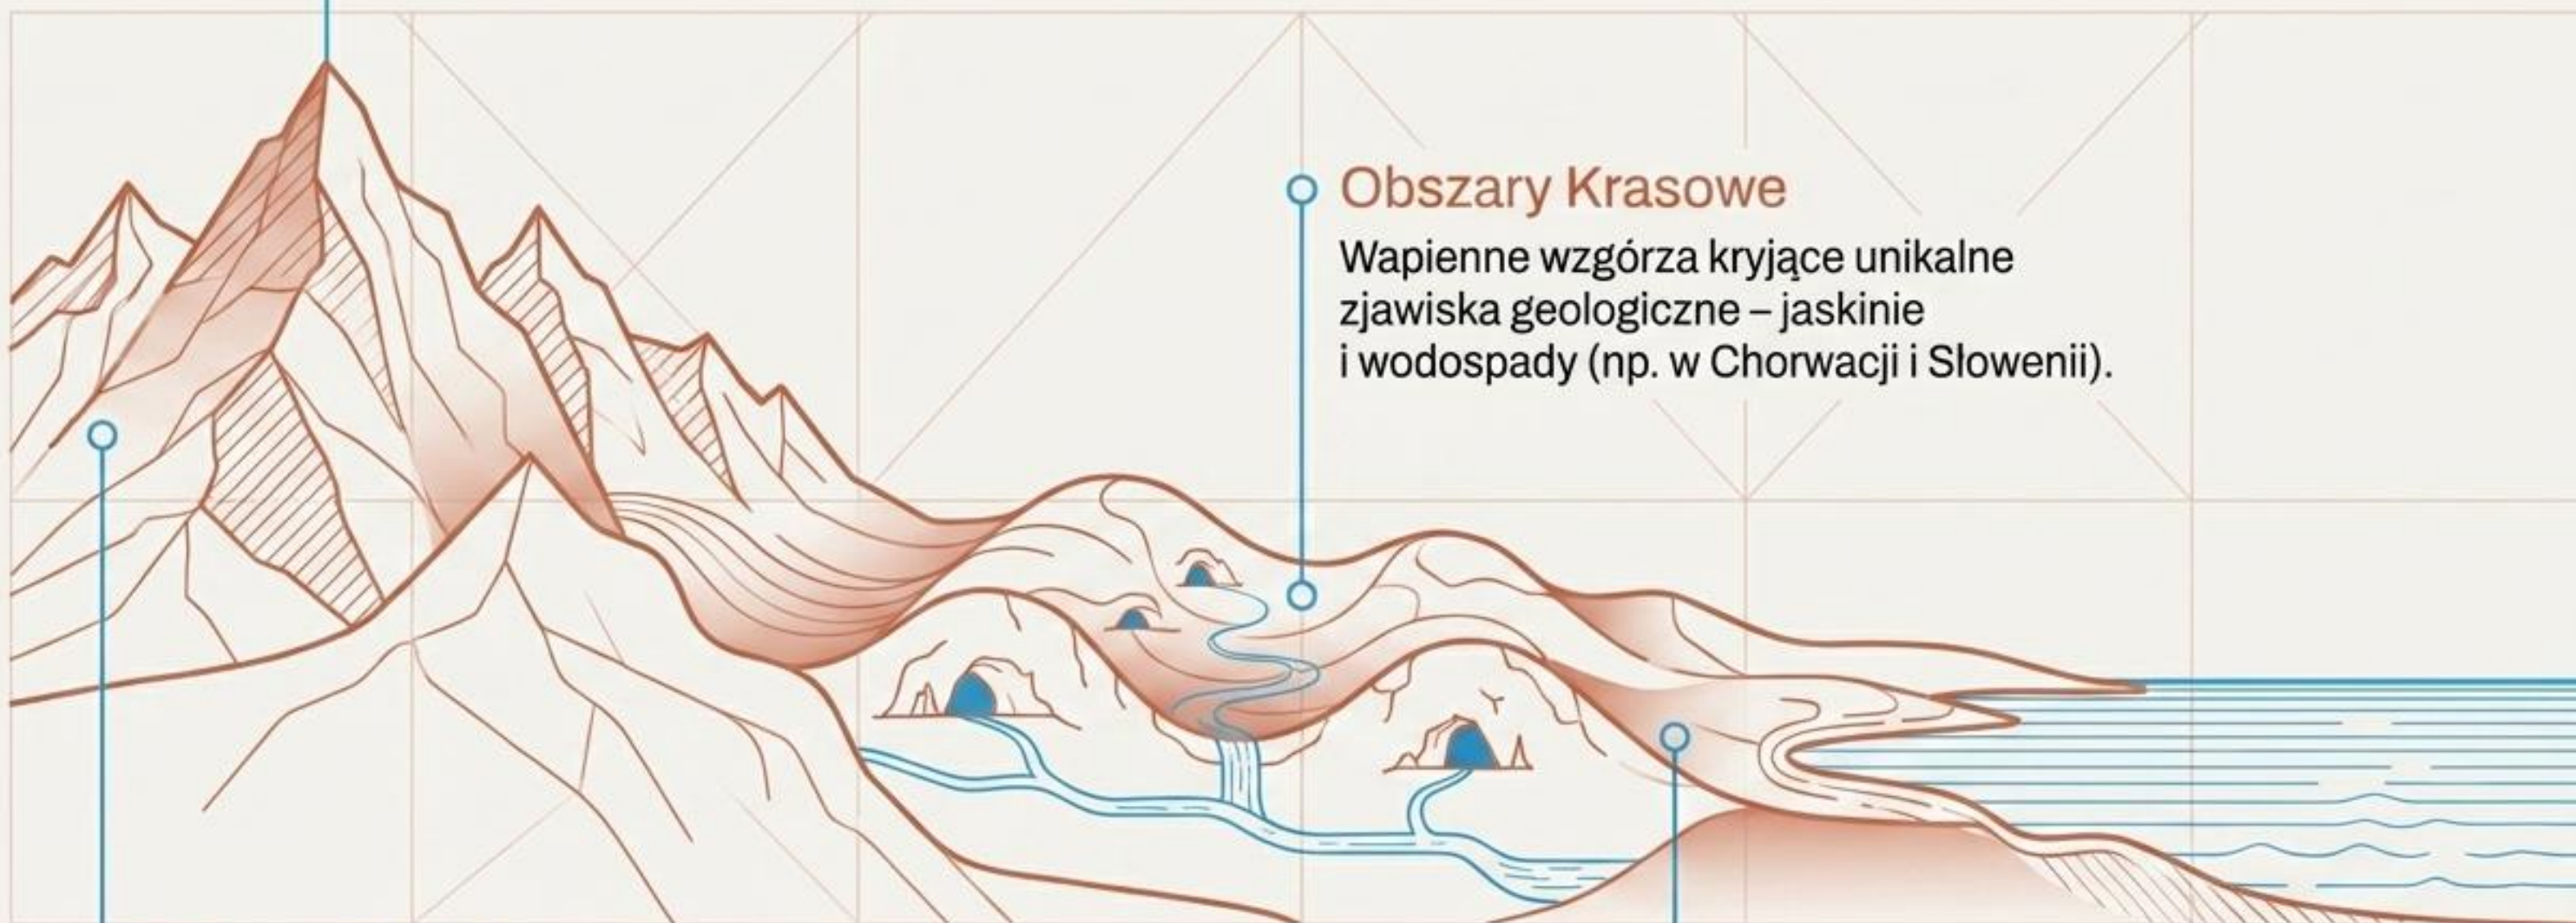 Obszary Krasowe
Wapienne wzgórza kryjące unikalne
zjawiska geologiczne – jaskinie
i wodospady (np. w Chorwacji i Słowenii).